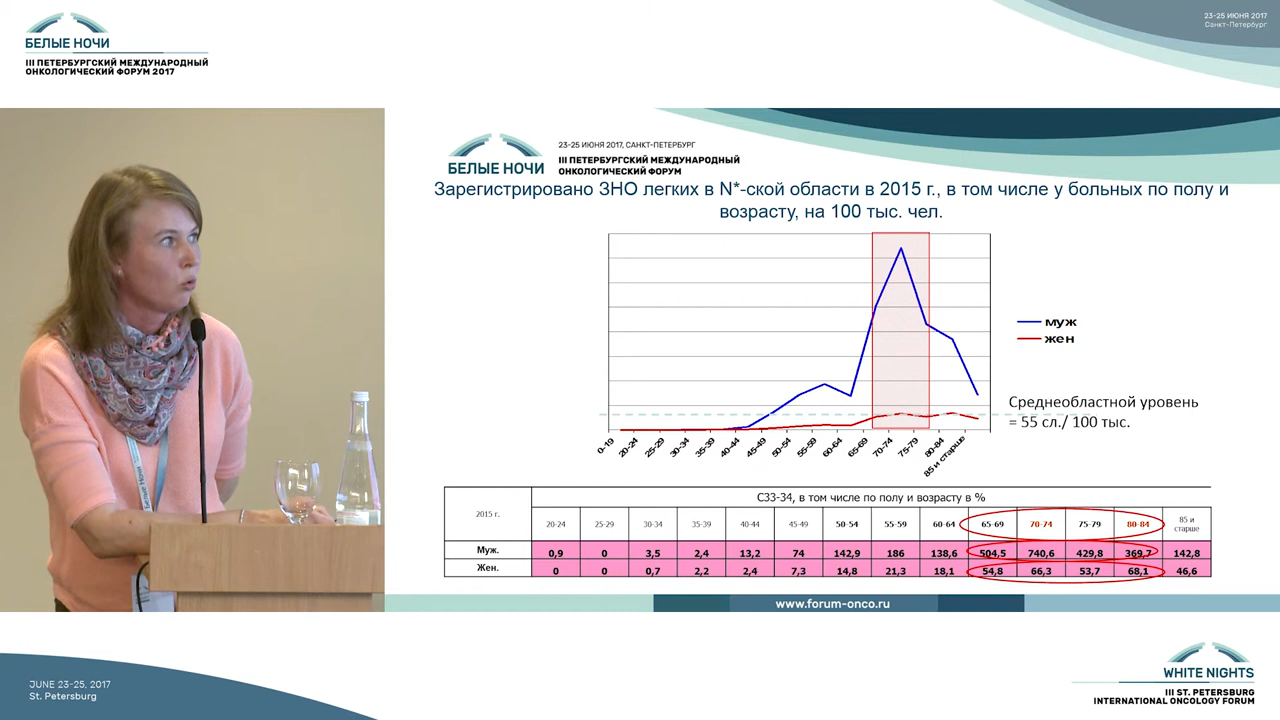 23-25 ИЮНЯ 2017
Санкт-Петербург
БЕЛЫЕ НОЧИ
III ПЕТЕРБУРГСКИЙ МЕЖДУНАРОДНЫЙ
ОНКОЛОГИЧЕСКИЙ ФОРУМ 2017
23-25 ИЮНЯ 2017, САНКТ-ПЕТЕРБУРГ
БЕЛЫЕ НОЧИ
III ПЕТЕРБУРГСКИЙ МЕЖДУНАРОДНЫЙ
ОНКОЛОГИЧЕСКИЙ ФОРУМ
Зарегистрировано ЗНО легких в N*-ской области в 2015 г., в том числе у больных по полу и
возрасту, на 100 тыс. чел.
муж
жен
Среднеобластной уровень
= 55 сл./ 100 тыс.
0-19 20-24 25-29 30-34 35-39 40-44 45-49 50-54 55-59 60-64 65-69 70-74 75-79 80-84 85 и старше
2015 г. С33-34, в том числе по полу и возрасту в %
20-24 25-29 30-34 35-39 40-44 45-49 50-54 55-59 60-64 65-69 70-74 75-79 80-84 85 и старше
Муж. 0,9 0 3,5 2,4 13,2 74 142,9 186 138,6 504,5 740,6 429,8 369,7 142,8
Жен. 0 0 0,7 2,2 2,4 7,3 14,8 21,3 18,1 54,8 66,3 53,7 68,1 46,6
Белые Ночи
www.forum-onco.ru
JUNE 23-25, 2017
St. Petersburg
WHITE NIGHTS
III ST. PETERSBURG
INTERNATIONAL ONCOLOGY FORUM